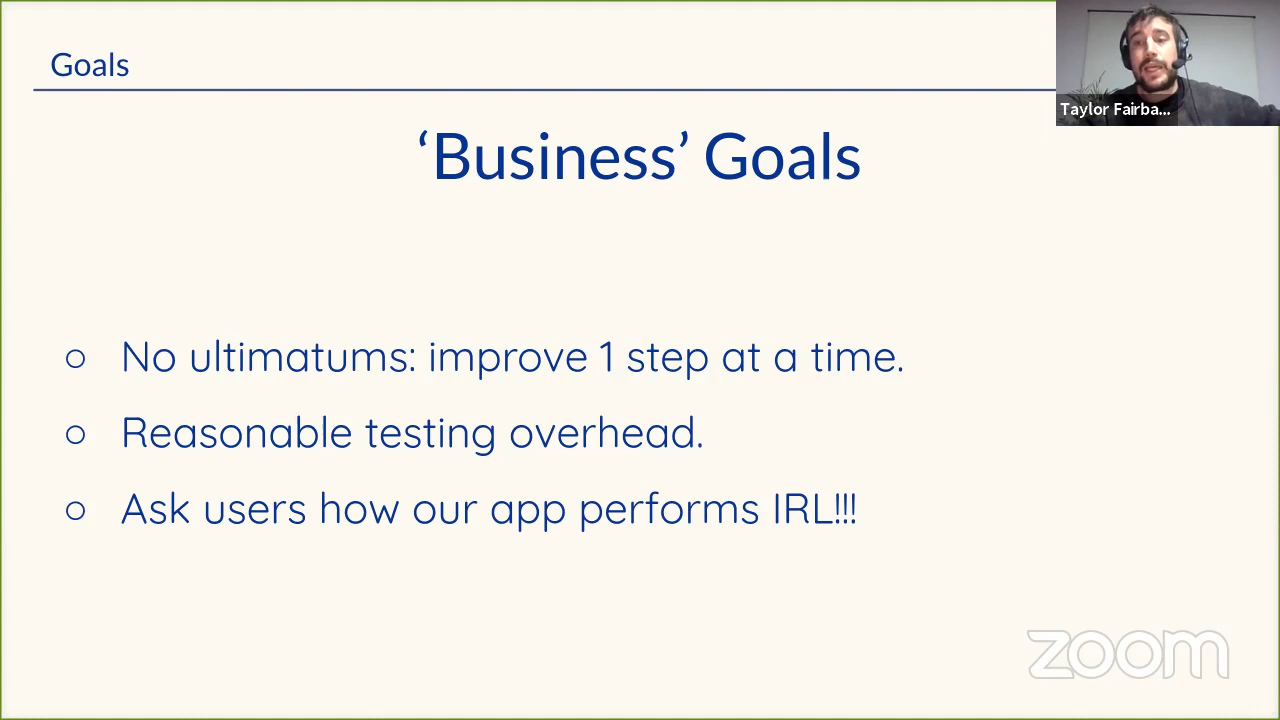 Goals
Taylor Fairba...
‘Business’ Goals
○ No ultimatums: improve 1 step at a time.
○ Reasonable testing overhead.
○ Ask users how our app performs IRL!!!
zoom